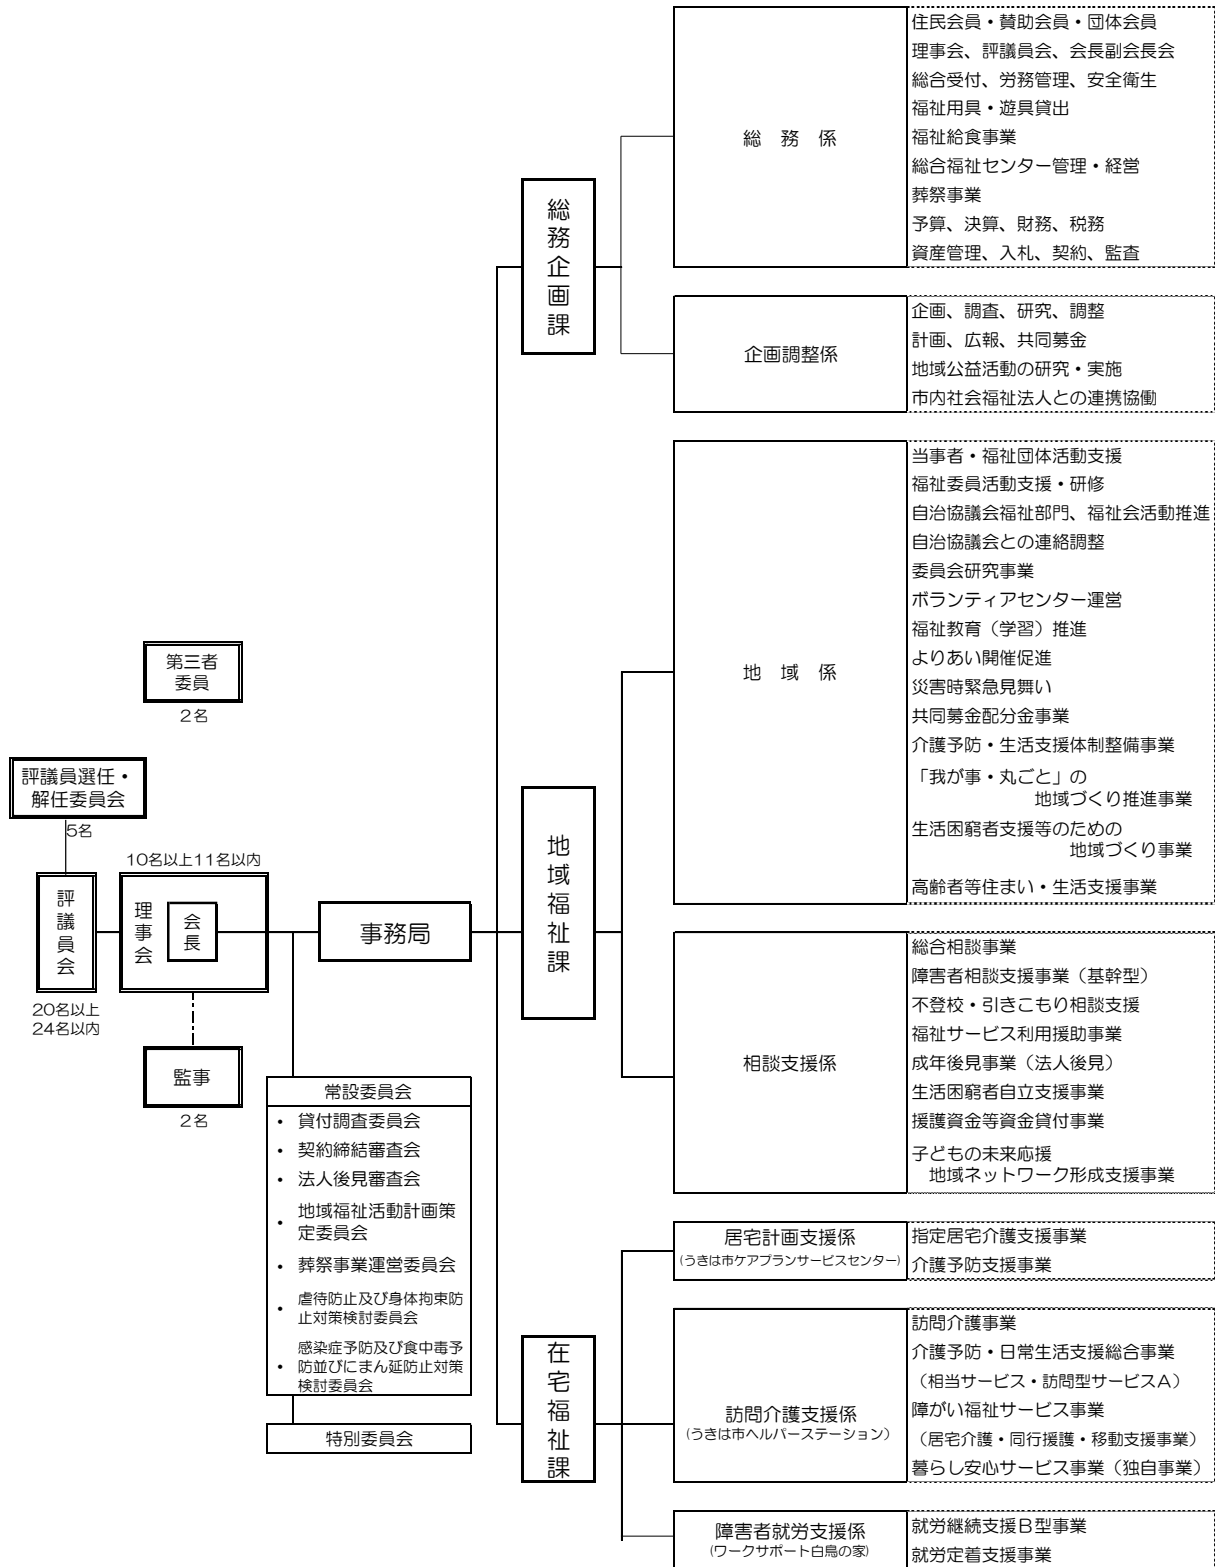 第三者
委員
2名
評議員選任・
解任委員会
5名
評議員会
20名以上
24名以内
10名以上11名以内
理事会
会長
監事
2名
事務局
常設委員会
・ 貸付調査委員会
・ 契約締結審査会
・ 法人後見審査会
・ 地域福祉活動計画策
定委員会
・ 葬祭事業運営委員会
・ 虐待防止及び身体拘束防
止対策検討委員会
・ 感染症予防及び食中毒予
防並びにまん延防止対策
検討委員会
特別委員会
総務企画課
総 務 係
住民会員・賛助会員・団体会員
理事会、評議員会、会長副会長会
総合受付、労務管理、安全衛生
福祉用具・遊具貸出
福祉給食事業
総合福祉センター管理・経営
葬祭事業
予算、決算、財務、税務
資産管理、入札、契約、監査
企画調整係
企画、調査、研究、調整
計画、広報、共同募金
地域公益活動の研究・実施
市内社会福祉法人との連携協働
地域福祉課
地 域 係
当事者・福祉団体活動支援
福祉委員活動支援・研修
自治協議会福祉部門、福祉会活動推進
自治協議会との連絡調整
委員会研究事業
ボランティアセンター運営
福祉教育（学習）推進
よりあい開催促進
災害時緊急見舞い
共同募金配分金事業
介護予防・生活支援体制整備事業
「我が事・丸ごと」の
地域づくり推進事業
生活困窮者支援等のための
地域づくり事業
高齢者等住まい・生活支援事業
相談支援係
総合相談事業
障害者相談支援事業（基幹型）
不登校・引きこもり相談支援
福祉サービス利用援助事業
成年後見事業（法人後見）
生活困窮者自立支援事業
援護資金等資金貸付事業
子どもの未来応援
地域ネットワーク形成支援事業
在宅福祉課
居宅計画支援係
(うきは市ケアプランサービスセンター)
指定居宅介護支援事業
介護予防支援事業
訪問介護支援係
(うきは市ヘルパーステーション)
訪問介護事業
介護予防・日常生活支援総合事業
（相当サービス・訪問型サービスA）
障がい福祉サービス事業
（居宅介護・同行援護・移動支援事業）
暮らし安心サービス事業（独自事業）
障害者就労支援係
(ワークサポート白鳥の家)
就労継続支援B型事業
就労定着支援事業